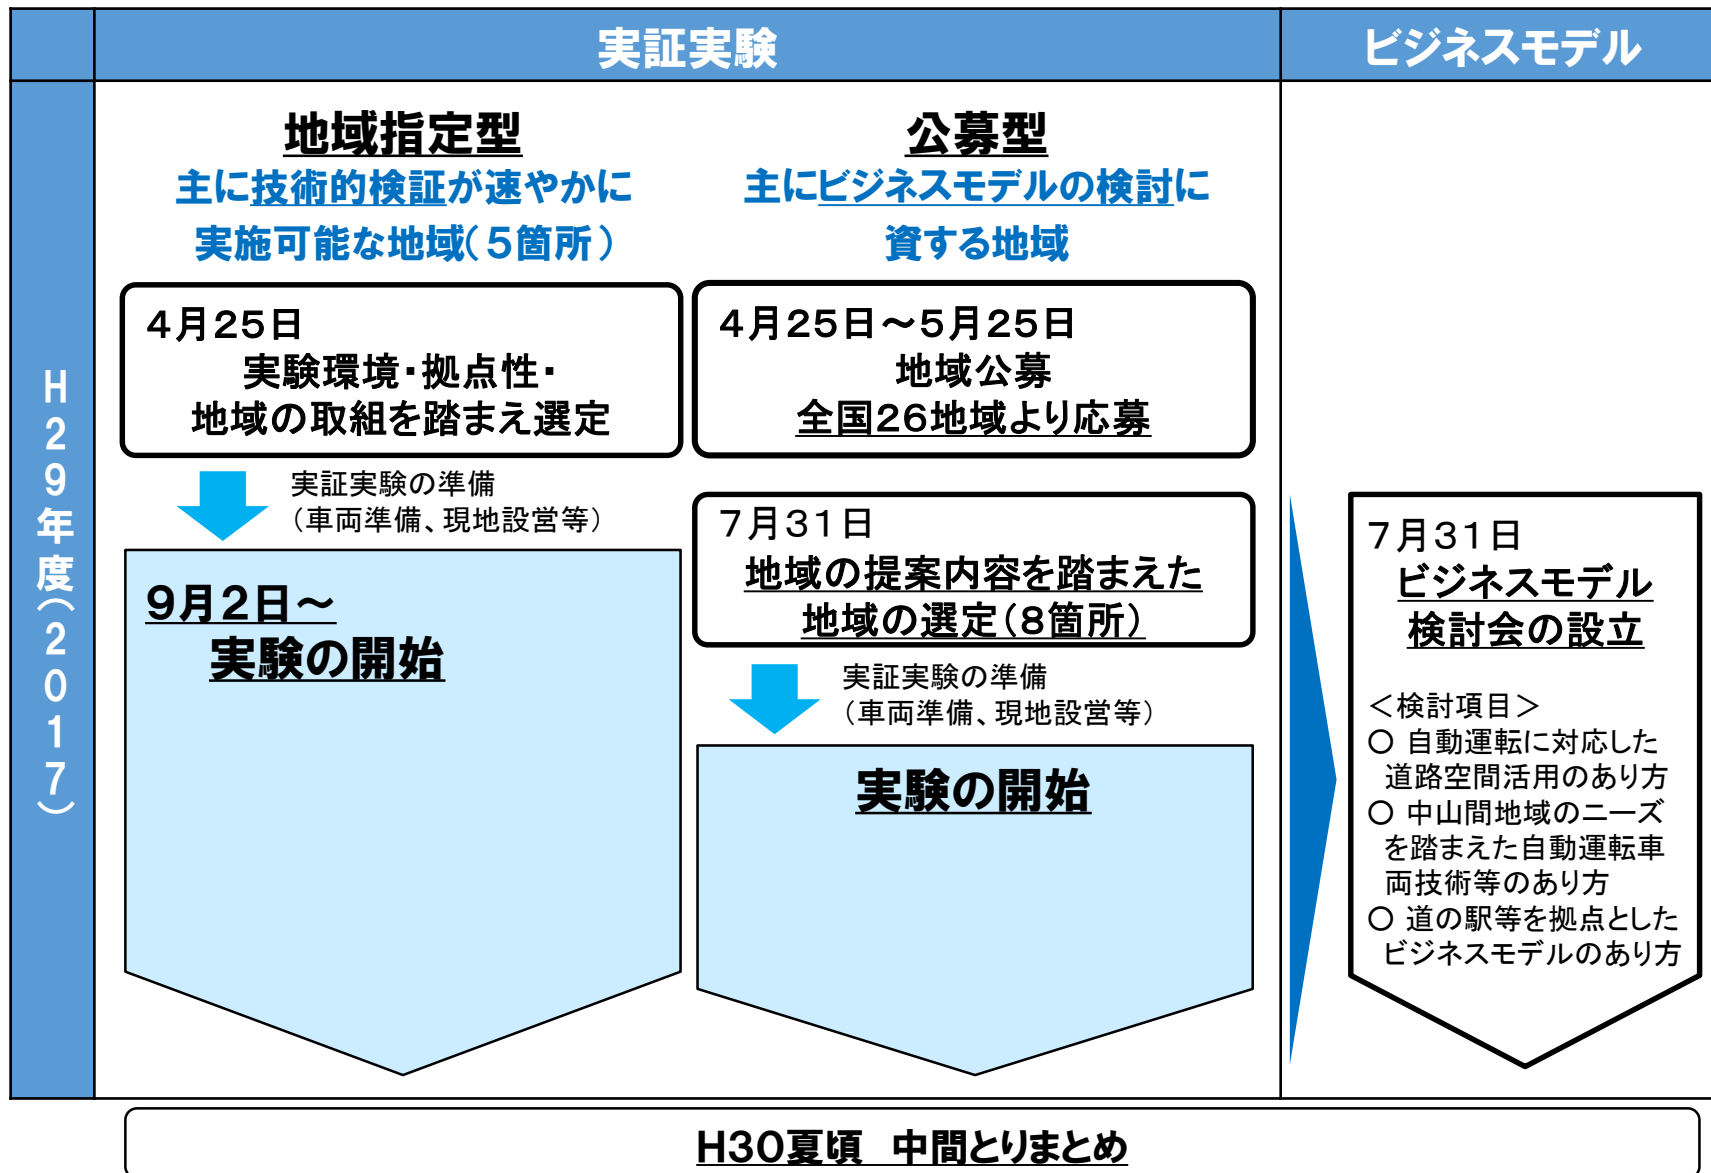 実証実験
ビジネスモデル
H29年度(2017)
地域指定型
主に技術的検証が速やかに
実施可能な地域(5箇所)
4月25日
実験環境・拠点性・
地域の取組を踏まえ選定
実証実験の準備
(車両準備、現地設営等)
9月2日～
実験の開始
公募型
主にビジネスモデルの検討に
資する地域
4月25日～5月25日
地域公募
全国26地域より応募
7月31日
地域の提案内容を踏まえた
地域の選定(8箇所)
実証実験の準備
(車両準備、現地設営等)
実験の開始
7月31日
ビジネスモデル
検討会の設立
＜検討項目＞
○ 自動運転に対応した
道路空間活用のあり方
○ 中山間地域のニーズ
を踏まえた自動運転車
両技術等のあり方
○ 道の駅等を拠点とした
ビジネスモデルのあり方
H30夏頃　中間とりまとめ